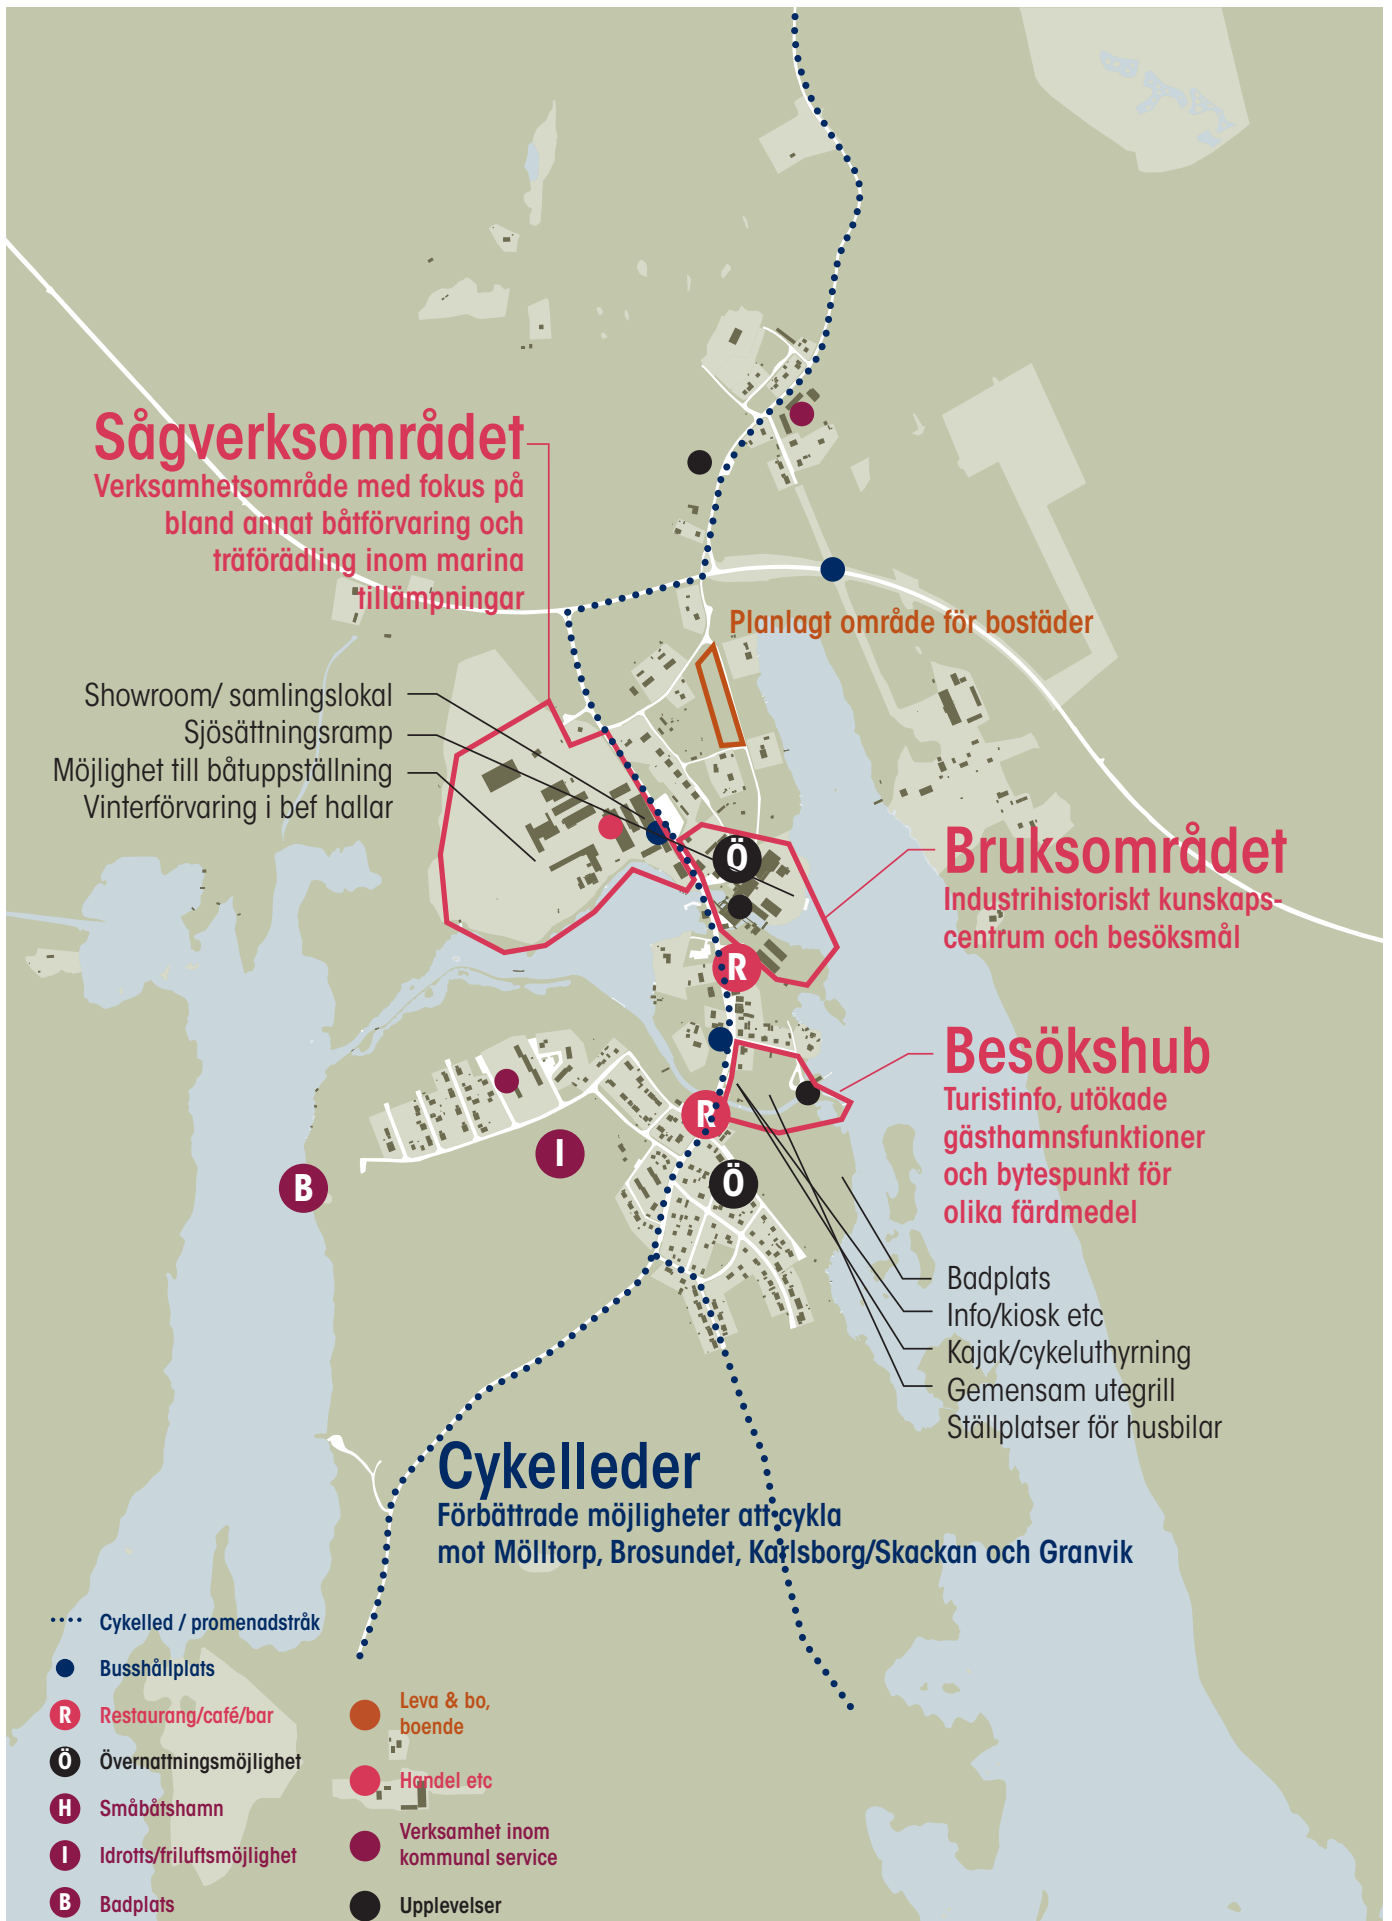 Sågverksområdet
Verksamhetsområde med fokus på
bland annat båtförvaring och
träförädling inom marina
tillämpningar
Planlagt område för bostäder
Showroom/ samlingslokal
Sjösättningsramp
Möjlighet till båtuppställning
Vinterförvaring i bef hallar
Ö
Bruksområdet
Industrihistoriskt kunskaps-
centrum och besöksmål
R
Besökshub
Turistinfo, utökade
gästhamnsfunktioner
och bytespunkt för
olika färdmedel
R
I
B
Ö
Badplats
Info/kiosk etc
Kajak/cykeluthyrning
Gemensam utegrill
Ställplatser för husbilar
Cykelleder
Förbättrade möjligheter att cykla
mot Mölltorp, Brosundet, Karlsborg/Skackan och Granvik
Cykelled / promenadstråk
Busshållplats
R Restaurang/café/bar
Ö Övernattningsmöjlighet
H Småbåtshamn
I Idrotts/friluftsmöjlighet
B Badplats
Leva & bo,
boende
Handel etc
Verksamhet inom
kommunal service
Upplevelser